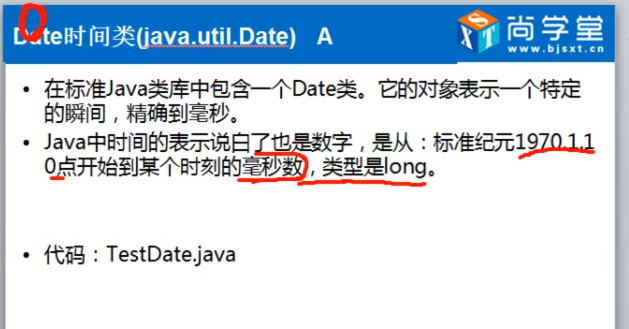 Date时间类(java.util.Date) A
尚学堂
www.bjsxt.cn
• 在标准Java类库中包含一个Date类。它的对象表示一个特定
的瞬间，精确到毫秒。
• Java中时间的表示说白了也是数字，是从：标准纪元1970.1.1
0点开始到某个时刻的毫秒数，类型是long。
• 代码：TestDate.java